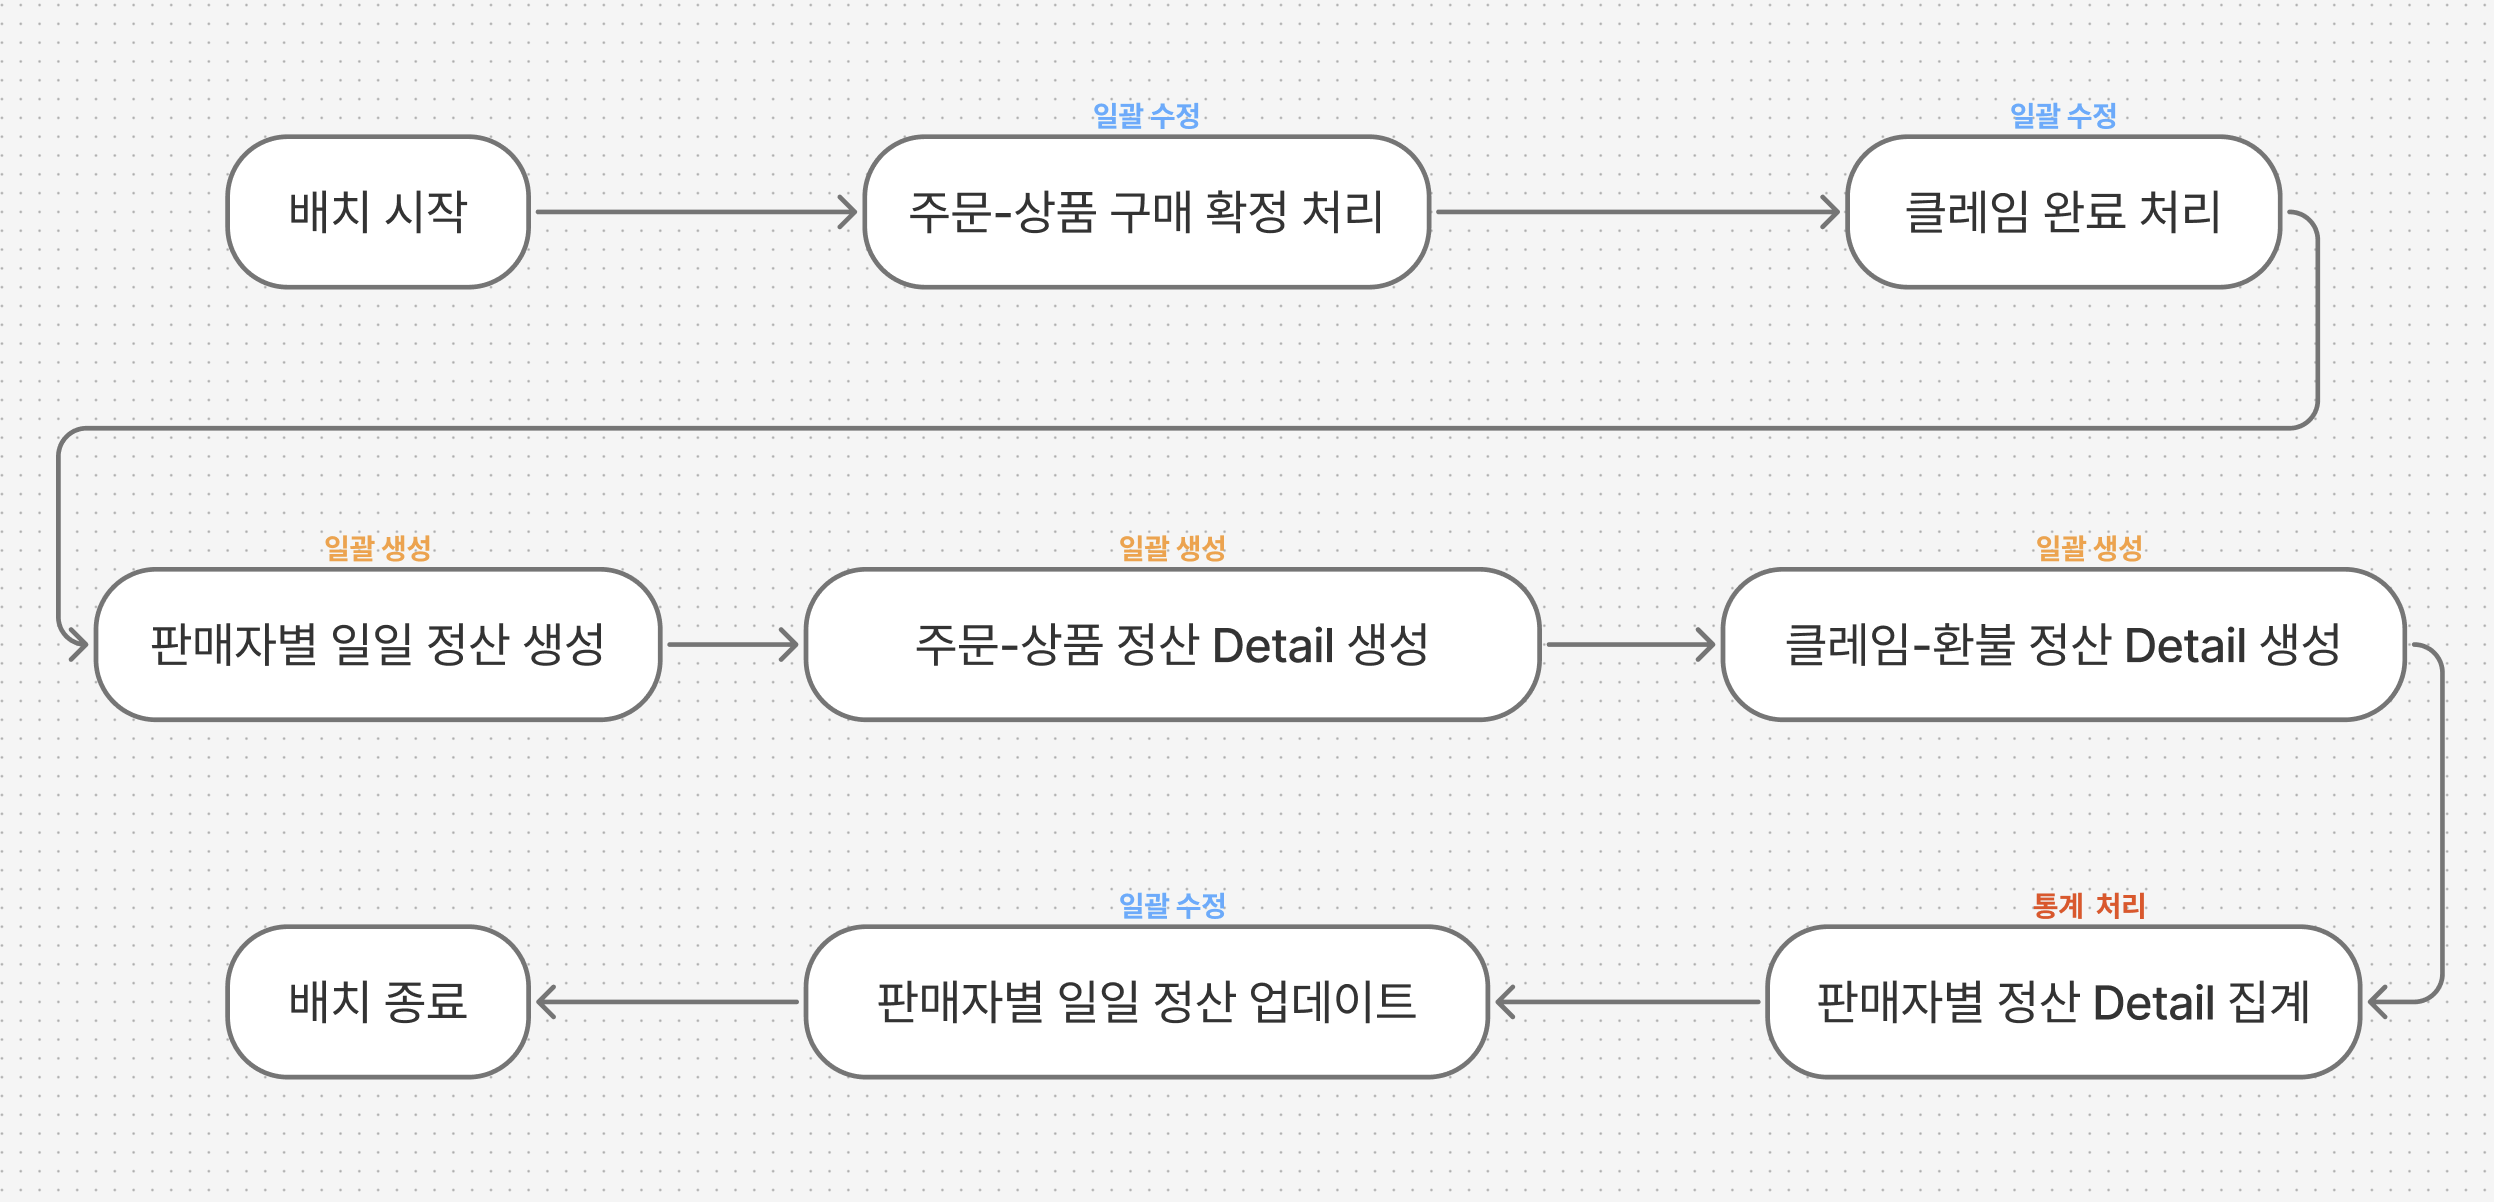 일괄 수정
일괄 수정
배치 시작
주문-상품 구매 확정 처리
클레임 완료 처리
일괄 생성
일괄 생성
일괄생성
판매자별 일일 정산 생성
주문-상품 정산 Detail 생성
클레임-상품 정산 Detail 생성
일괄 수정
통계 처리
배치 종료
판매자별 일일 정산 업데이트
판매자별 정산 Detail 집계